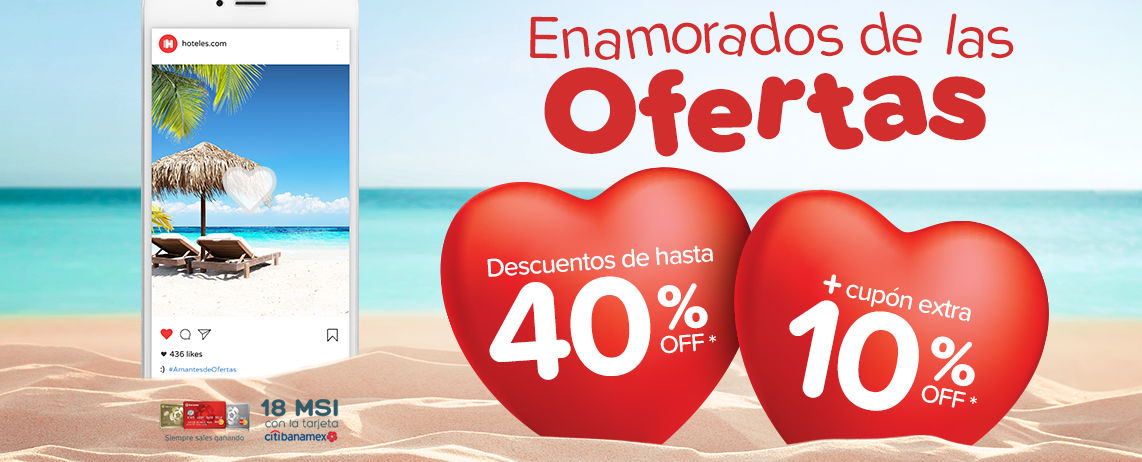 hoteles.com
436 likes
:) #AmantesdeOfertas
Siempre sales ganando
18 MSI
con la tarjeta
citibanamex
Enamorados de las
Ofertas
Descuentos de hasta
40%
OFF*
+ cupón extra
10%
OFF*